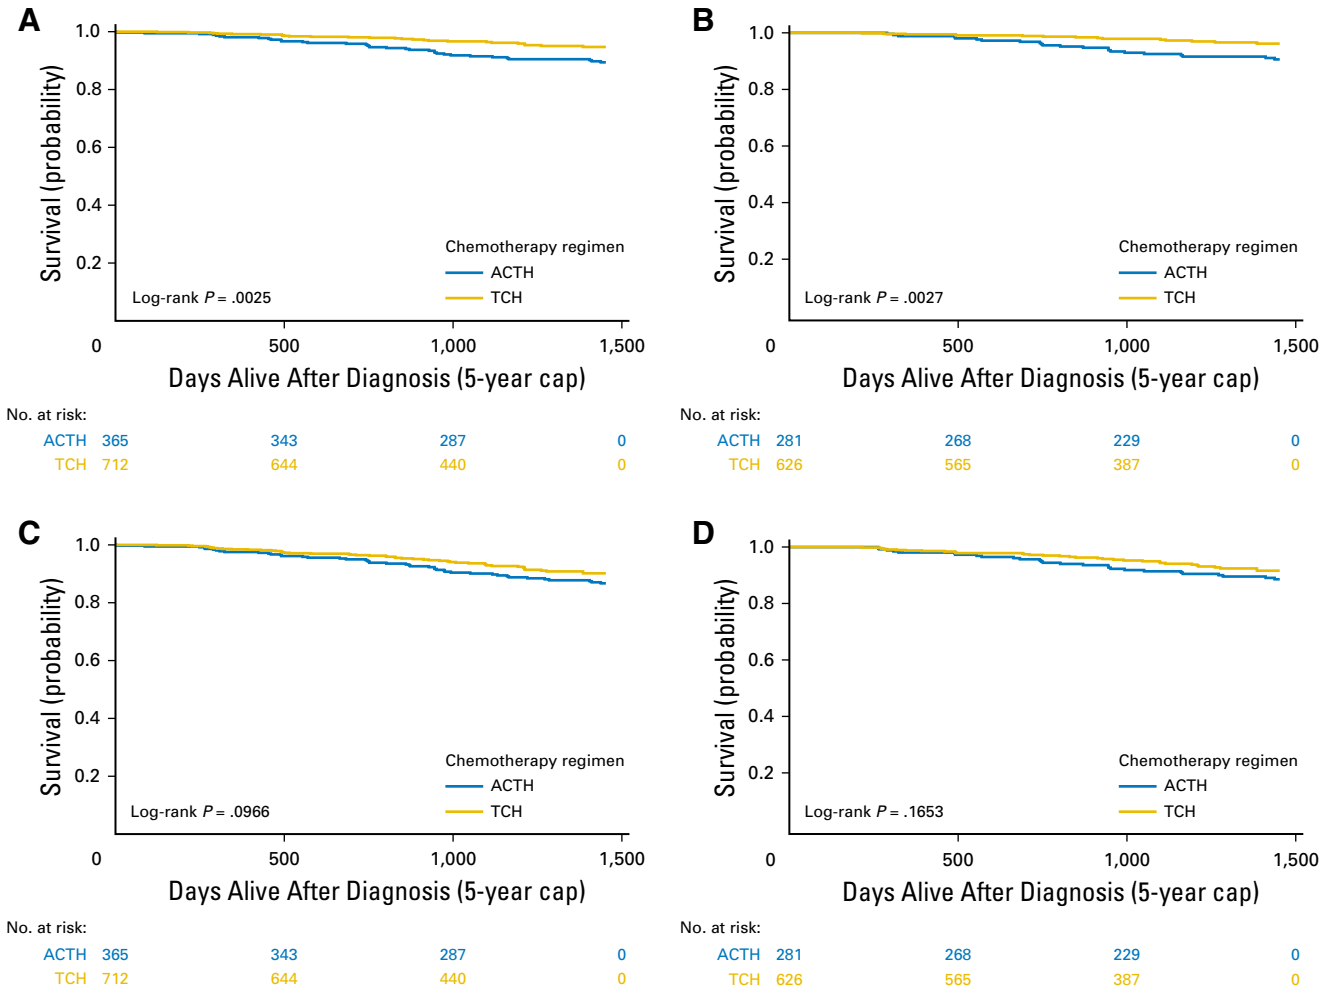 A
1.0
0.8
0.6
0.4
0.2
Survival (probability)
Chemotherapy regimen
ACTH
TCH
Log-rank P = .0025
0 500 1,000 1,500
Days Alive After Diagnosis (5-year cap)
No. at risk:
ACTH 365 343 287 0
TCH 712 644 440 0
B
1.0
0.8
0.6
0.4
0.2
Survival (probability)
Chemotherapy regimen
ACTH
TCH
Log-rank P = .0027
0 500 1,000 1,500
Days Alive After Diagnosis (5-year cap)
No. at risk:
ACTH 281 268 229 0
TCH 626 565 387 0
C
1.0
0.8
0.6
0.4
0.2
Survival (probability)
Chemotherapy regimen
ACTH
TCH
Log-rank P = .0966
0 500 1,000 1,500
Days Alive After Diagnosis (5-year cap)
No. at risk:
ACTH 365 343 287 0
TCH 712 644 440 0
D
1.0
0.8
0.6
0.4
0.2
Survival (probability)
Chemotherapy regimen
ACTH
TCH
Log-rank P = .1653
0 500 1,000 1,500
Days Alive After Diagnosis (5-year cap)
No. at risk:
ACTH 281 268 229 0
TCH 626 565 387 0